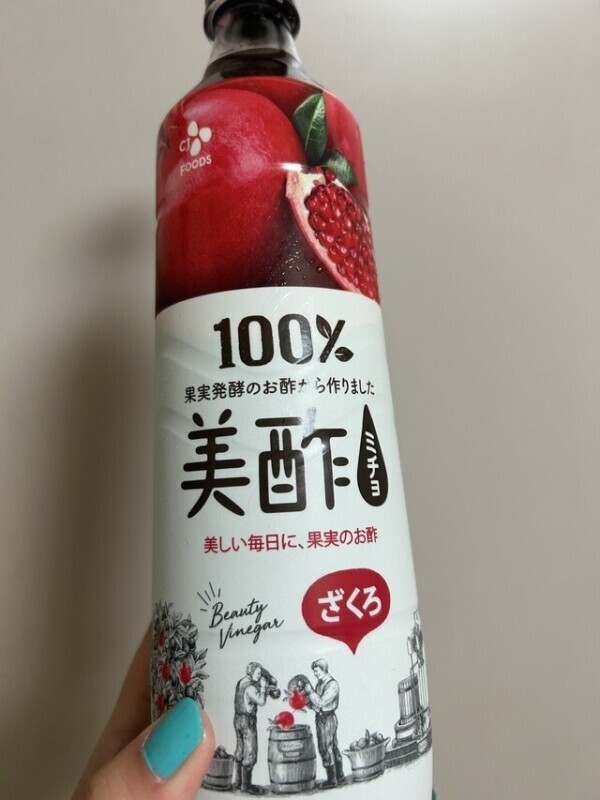 CJ
FOODS
100%
果実発酵のお酢から作りました
美酢
ミチョ
美しい毎日に、果実のお酢
Beauty
Vinegar
ざくろ